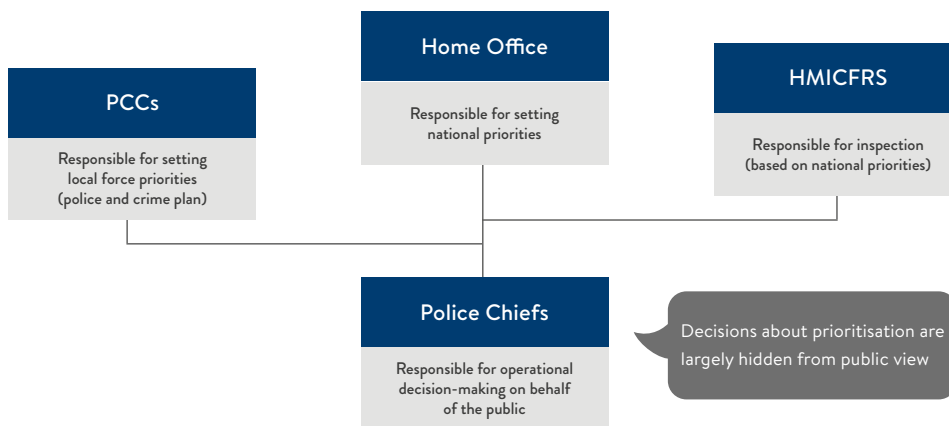 Home Office
Responsible for setting
national priorities
PCCs
Responsible for setting
local force priorities
(police and crime plan)
HMICFRS
Responsible for inspection
(based on national priorities)
Police Chiefs
Responsible for operational
decision-making on behalf
of the public
Decisions about prioritisation are
largely hidden from public view